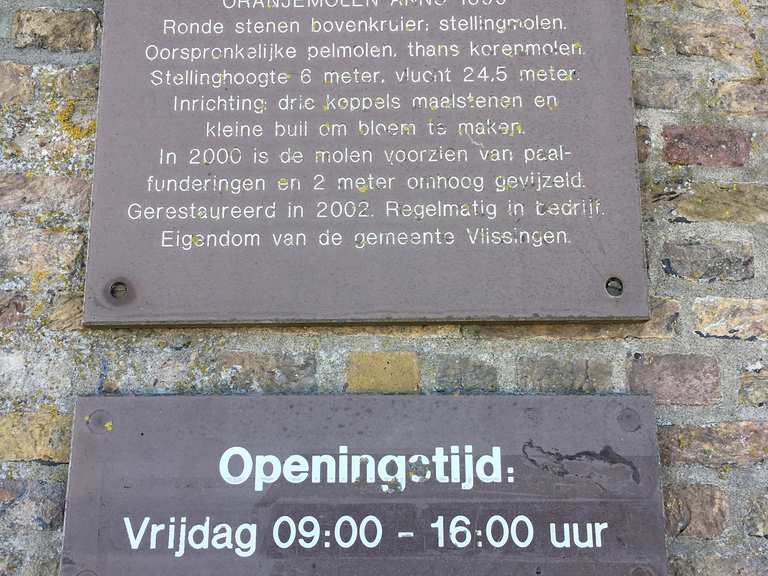 ORANJEMOLEN ANNO 1699
Ronde stenen bovenkruier, stellingmolen.
Oorspronkelijke pelmolen, thans korenmolen.
Stellinghoogte 6 meter, vlucht 24,5 meter.
Inrichting drie koppels maalstenen en
kleine buil om bloem te maken.
In 2000 is de molen voorzien van paal-
funderingen en 2 meter omhoog gevijzeld.
Gerestaureerd in 2002. Regelmatig in bedrijf.
Eigendom van de gemeente Vlissingen.
Openingstijd:
Vrijdag 09:00 - 16:00 uur